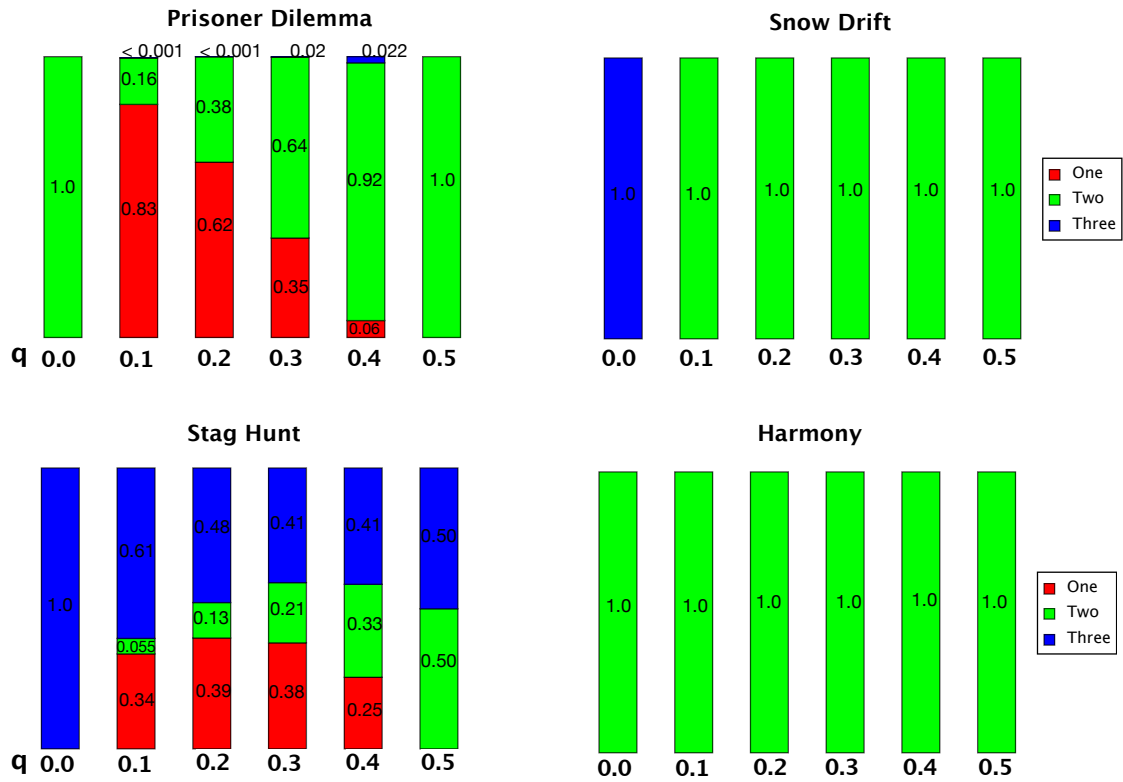 Prisoner Dilemma
< 0.001 < 0.001 0.02 0.022
0.16
0.38
0.64
1.0
0.92
1.0
0.83
0.62
0.35
0.06
q 0.0 0.1 0.2 0.3 0.4 0.5
Snow Drift
1.0 1.0 1.0 1.0 1.0 1.0
0.0 0.1 0.2 0.3 0.4 0.5
One
Two
Three
Stag Hunt
0.48 0.41 0.41
0.50
0.61
1.0
0.21
0.13
0.33
0.055
0.50
0.34 0.39 0.38
0.25
q 0.0 0.1 0.2 0.3 0.4 0.5
Harmony
1.0 1.0 1.0 1.0 1.0 1.0
0.0 0.1 0.2 0.3 0.4 0.5
One
Two
Three